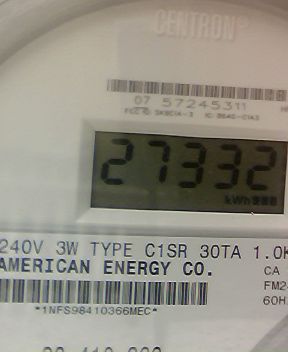 CENTRON®
07 57245311
27332
kWh
240V 3W TYPE C1SR 30TA 1.0K
AMERICAN ENERGY CO.
CA
FM2
*1NFS98410366MEC*
60H